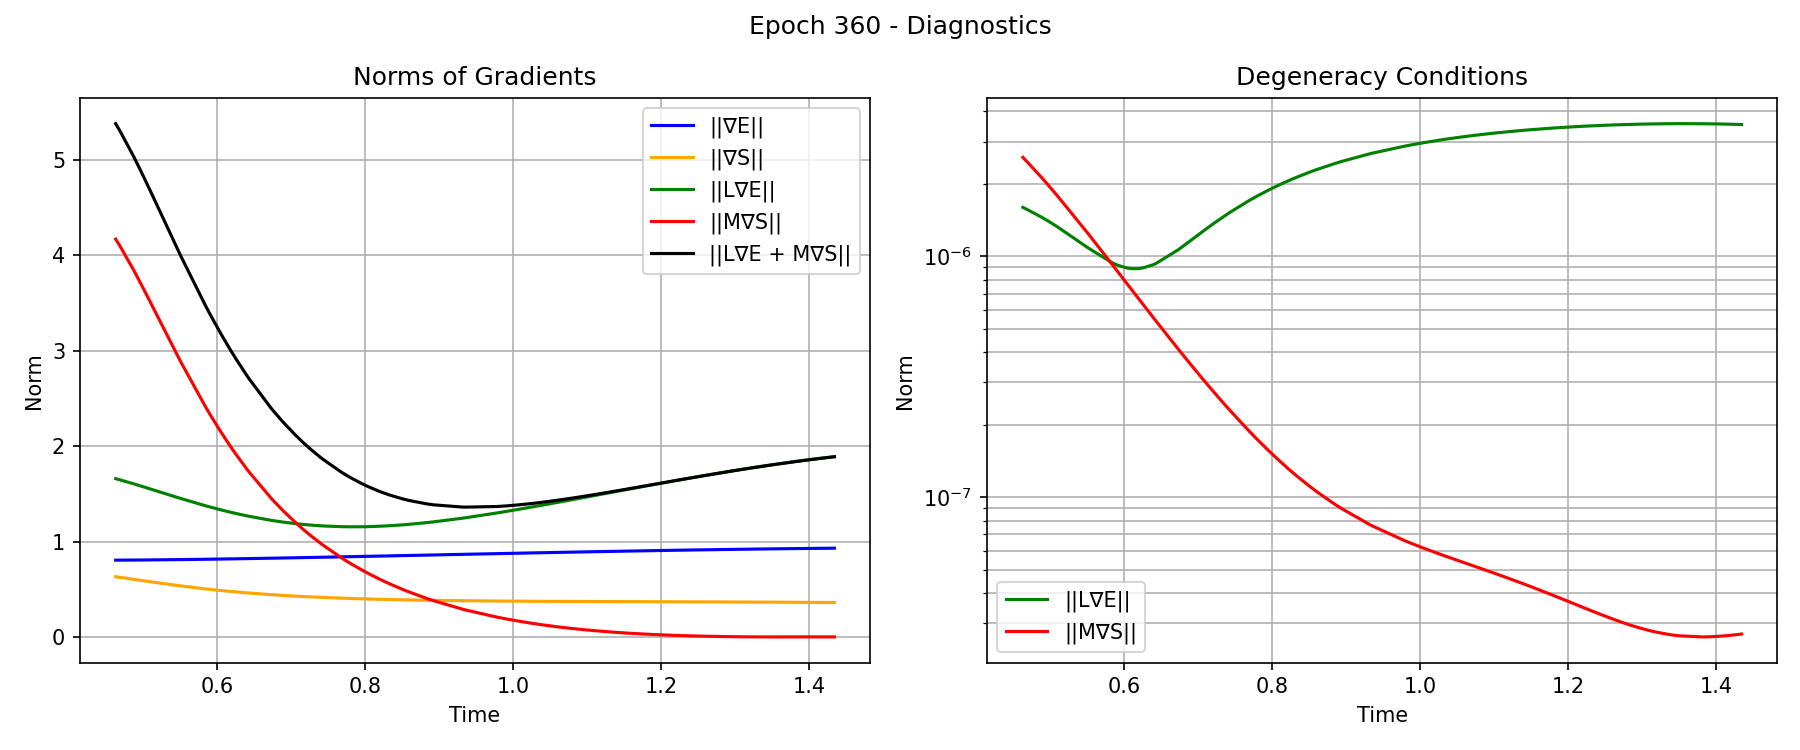 Epoch 360 - Diagnostics
Norms of Gradients
Norm
5
4
3
2
1
0
0.6 0.8 1.0 1.2 1.4
Time
||∇E||
||∇S||
||L∇E||
||M∇S||
||L∇E + M∇S||
Degeneracy Conditions
Norm
10⁻⁶
10⁻⁷
0.6 0.8 1.0 1.2 1.4
Time
||L∇E||
||M∇S||